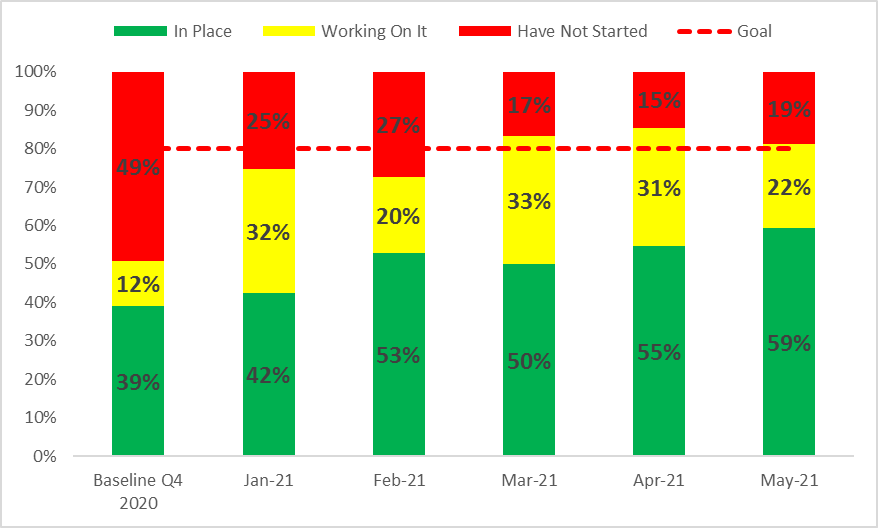 In Place Working On It Have Not Started Goal
100%
90%
80%
70%
60%
50%
40%
30%
20%
10%
0%
49% 25% 27% 17% 15% 19%
12% 32% 20% 33% 31% 22%
39% 42% 53% 50% 55% 59%
Baseline Q4 Jan-21 Feb-21 Mar-21 Apr-21 May-21
2020